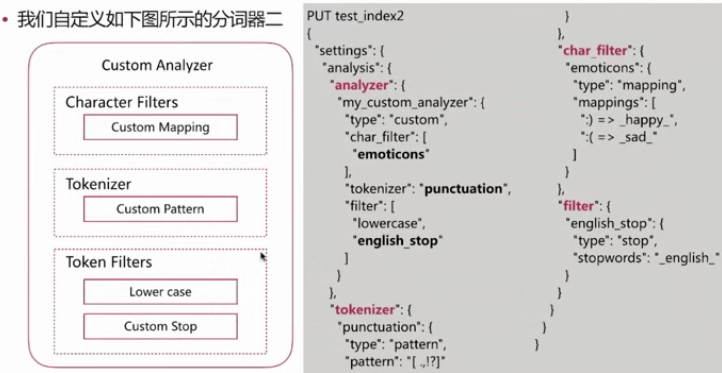 • 我们自定义如下图所示的分词器二
Custom Analyzer
Character Filters
Custom Mapping
Tokenizer
Custom Pattern
Token Filters
Lower case
Custom Stop
PUT test_index2
{
"settings": {
"analysis": {
"analyzer": {
"my_custom_analyzer": {
"type": "custom",
"char_filter": [
"emoticons"
],
"tokenizer": "punctuation",
"filter": [
"lowercase",
"english_stop"
]
}
},
"tokenizer": {
"punctuation": {
"type": "pattern",
"pattern": "[ .,!?]"
}
},
"char_filter": {
"emoticons": {
"type": "mapping",
"mappings": [
":) => _happy_",
":( => _sad_"
]
}
},
"filter": {
"english_stop": {
"type": "stop",
"stopwords": "_english_"
}
}
}
}
}